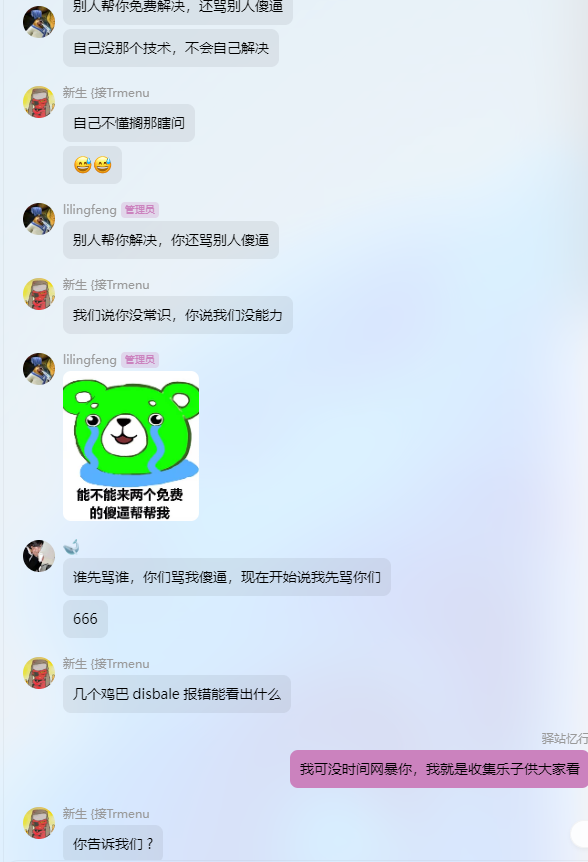 别人帮你免费解决，还骂别人傻逼
自己没那个技术，不会自己解决
新生 {接Trmenu
自己不懂搁那瞎问
😅😅
lilingfeng 管理员
别人帮你解决，你还骂别人傻逼
新生 {接Trmenu
我们说你没常识，你说我们没能力
lilingfeng 管理员
能不能来两个免费
的傻逼帮帮我
谁先骂谁，你们骂我傻逼，现在开始说我先骂你们
666
新生 {接Trmenu
几个鸡巴 disbale 报错能看出什么
驿站忆行
我可没时间网暴你，我就是收集乐子供大家看
新生 {接Trmenu
你告诉我们？